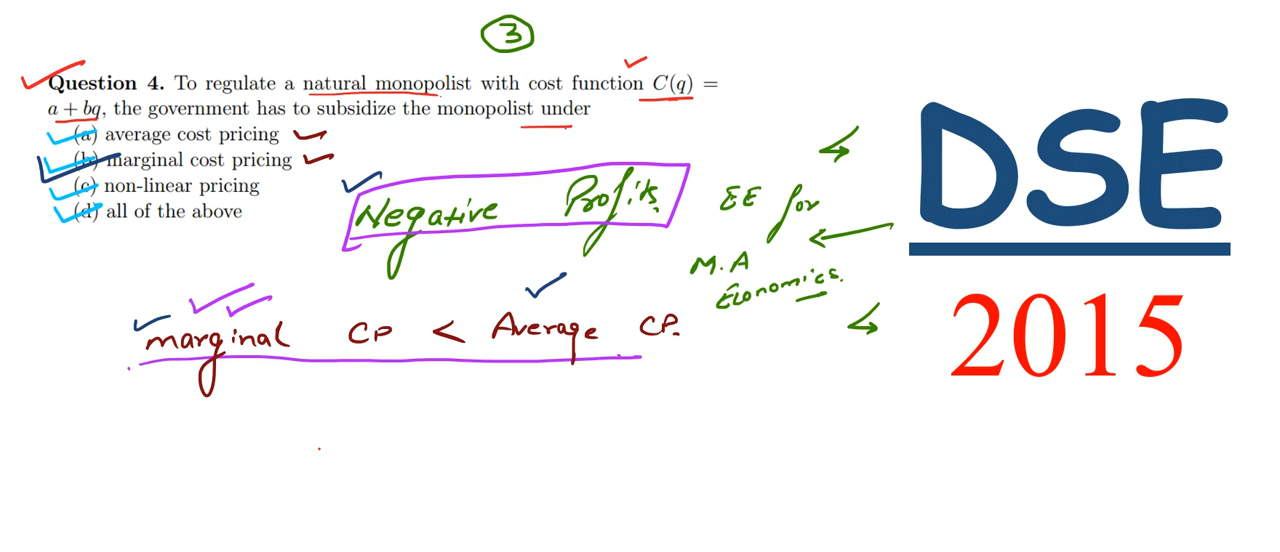 3
Question 4. To regulate a natural monopolist with cost function C(q) =
a + bq, the government has to subsidize the monopolist under
(a) average cost pricing
(b) marginal cost pricing
(c) non-linear pricing
(d) all of the above
Negative Profits
EE for
M.A
Economics.
marginal CP < Average CP.
DSE
2015